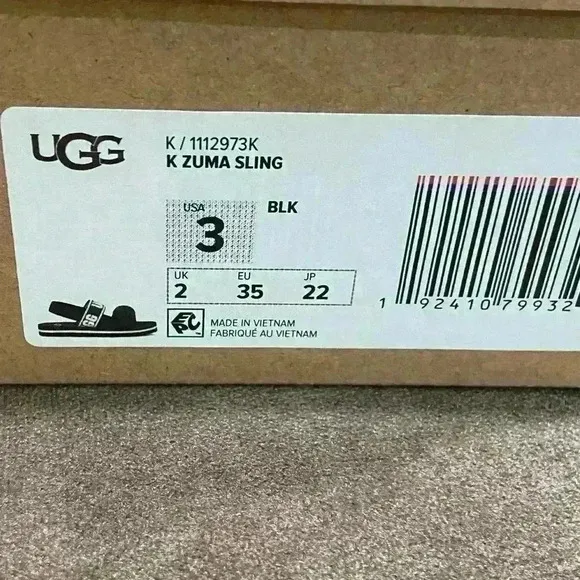 UGG
K / 1112973K
K ZUMA SLING
USA
3
BLK
UK EU JP
2 35 22
MADE IN VIETNAM
FABRIQUÉ AU VIETNAM
1 92410 79932